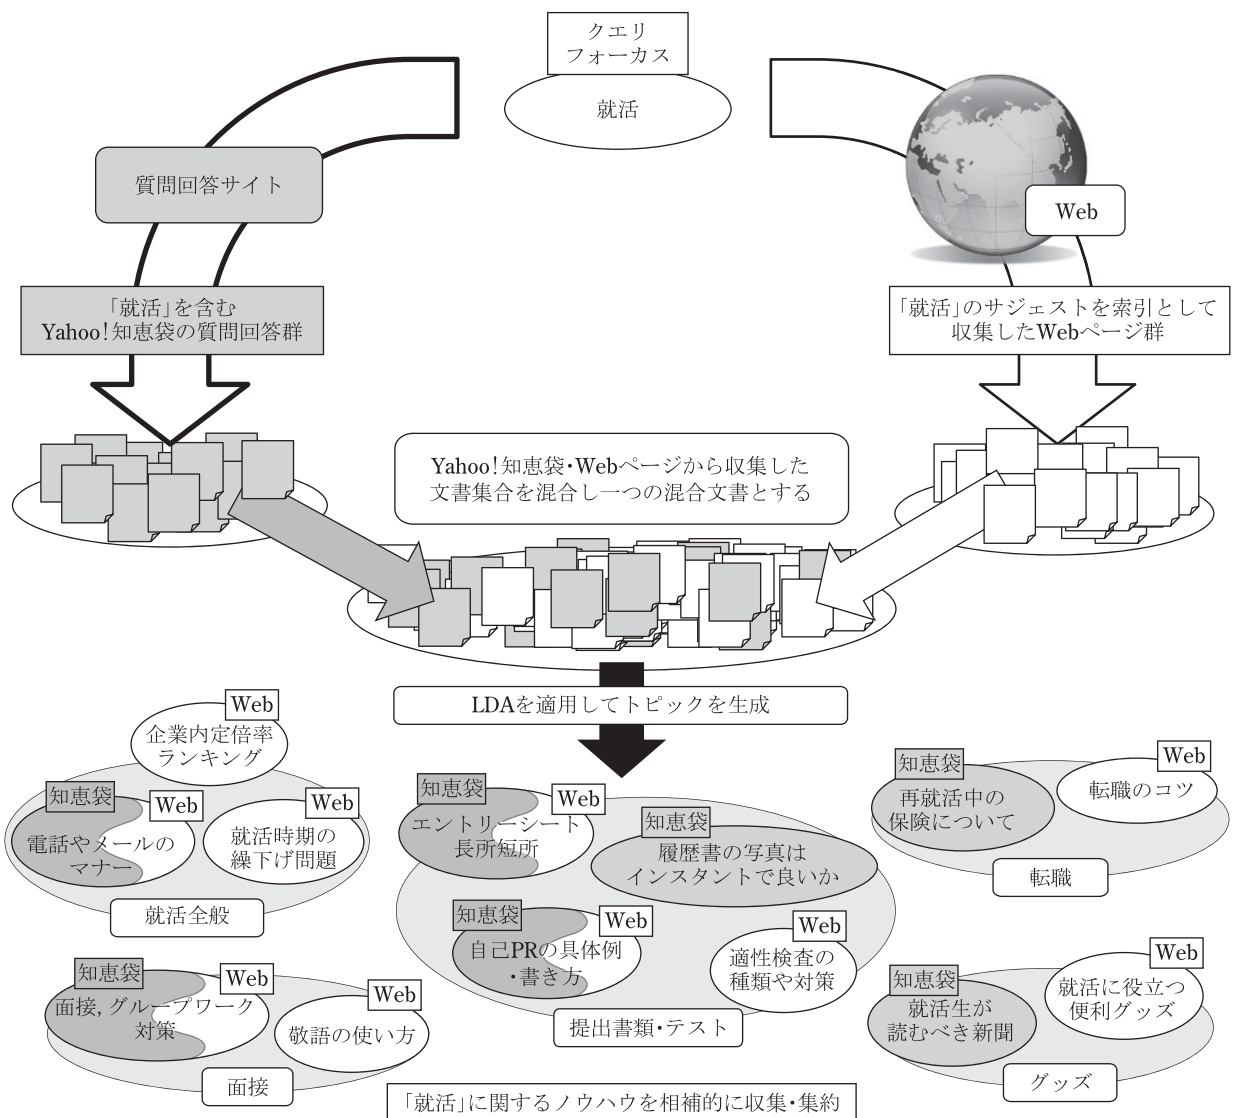 クエリ
フォーカス
就活
質問回答サイト
Web
「就活」を含む
Yahoo!知恵袋の質問回答群
「就活」のサジェストを索引として
収集したWebページ群
Yahoo!知恵袋・Webページから収集した
文書集合を混合し一つの混合文書とする
LDAを適用してトピックを生成
Web
企業内定倍率
ランキング
知恵袋
Web
電話やメールの
マナー
Web
就活時期の
繰下げ問題
就活全般
知恵袋
Web
エントリーシート
長所短所
知恵袋
履歴書の写真は
インスタントで良いか
知恵袋
Web
自己PRの具体例
・書き方
Web
適性検査の
種類や対策
提出書類・テスト
知恵袋
再就活中の
保険について
Web
転職のコツ
転職
知恵袋
Web
面接,グループワーク
対策
Web
敬語の使い方
面接
知恵袋
就活生が
読むべき新聞
Web
就活に役立つ
便利グッズ
グッズ
「就活」に関するノウハウを相補的に収集・集約